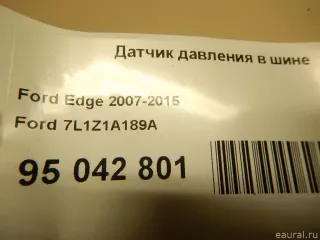 Датчик давления в шине
Ford Edge 2007-2015
Ford 7L1Z1A189A
95 042 801
eaural.ru